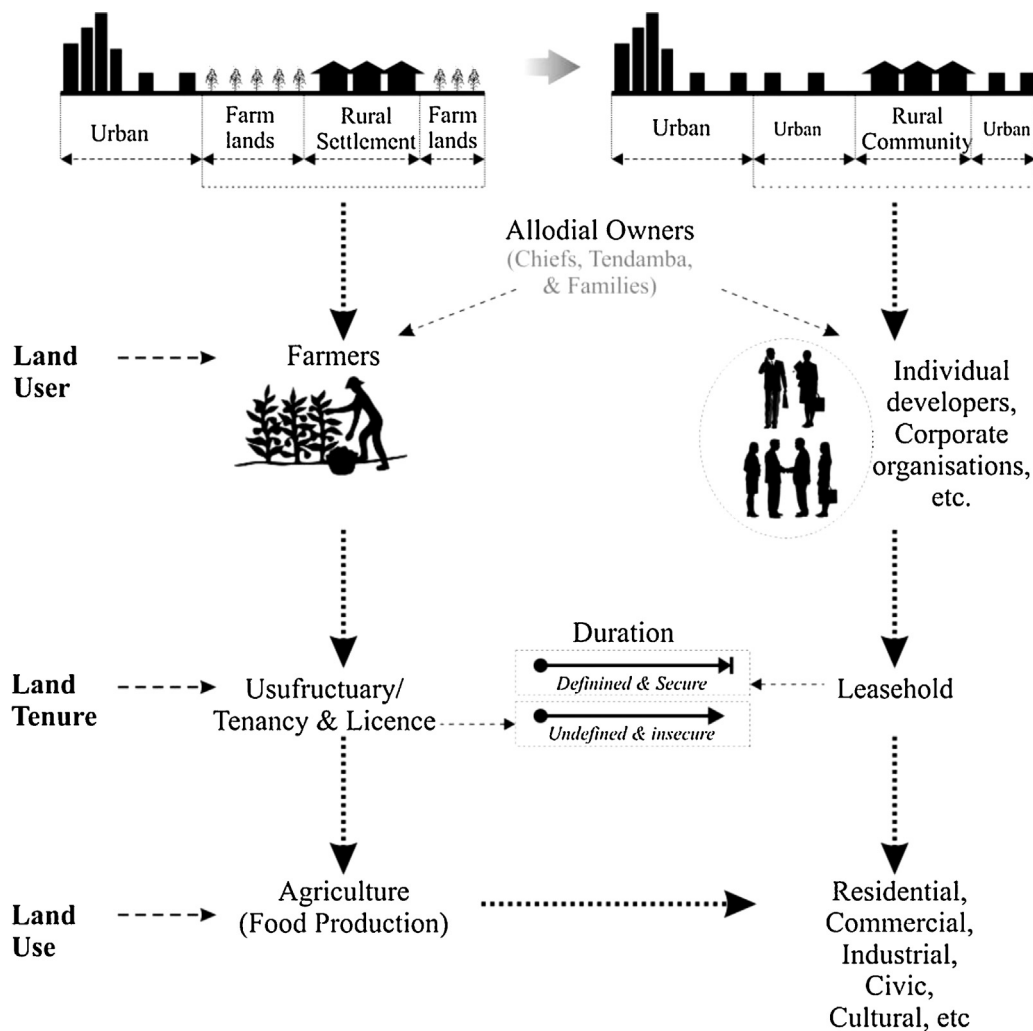 Urban
Farm
lands
Rural
Settlement
Farm
lands
Urban
Urban
Rural
Community
Urban
Allodial Owners
(Chiefs, Tendamba,
& Families)
Land
User
Farmers
Individual
developers,
Corporate
organisations,
etc.
Land
Tenure
Usufructuary/
Tenancy & Licence
Duration
Definined & Secure
Undefined & insecure
Leasehold
Land
Use
Agriculture
(Food Production)
Residential,
Commercial,
Industrial,
Civic,
Cultural, etc